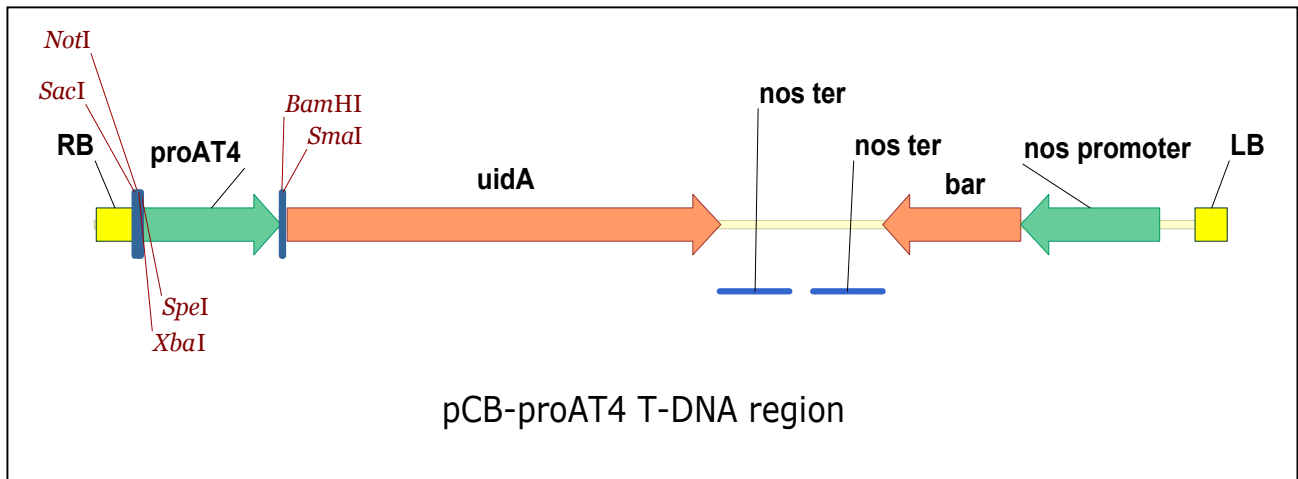 NotI
SacI
BamHI
nos ter
SmaI
RB
proAT4
nos ter
nos promoter
LB
uidA
bar
SpeI
XbaI
pCB-proAT4 T-DNA region